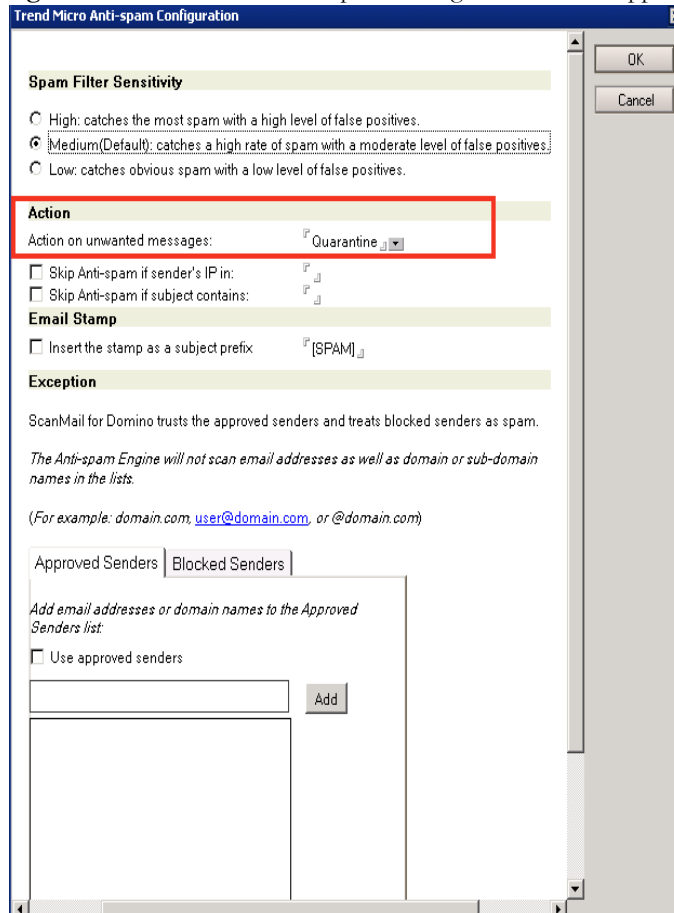 Trend Micro Anti-spam Configuration
OK
Cancel
Spam Filter Sensitivity
High: catches the most spam with a high level of false positives.
Medium(Default): catches a high rate of spam with a moderate level of false positives.
Low: catches obvious spam with a low level of false positives.
Action
Action on unwanted messages: Quarantine
Skip Anti-spam if sender's IP in:
Skip Anti-spam if subject contains:
Email Stamp
Insert the stamp as a subject prefix [SPAM]
Exception
ScanMail for Domino trusts the approved senders and treats blocked senders as spam.
The Anti-spam Engine will not scan email addresses as well as domain or sub-domain
names in the lists.
(For example: domain.com, user@domain.com, or @domain.com)
Approved Senders Blocked Senders
Add email addresses or domain names to the Approved
Senders list:
Use approved senders
Add